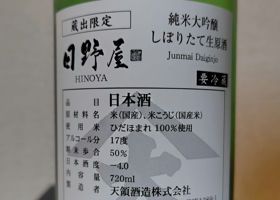 蔵出限定
日野屋
HINOYA
純米大吟醸
しぼりたて生原酒
Junmai Daiginjo
要冷蔵
品目 日本酒
原材料名 米(国産)、米こうじ(国産米)
使用米 ひだほまれ 100%使用
アルコール分 17度
精米歩合 50%
日本酒度 -4.0
内容量 720ml
製造者 天領酒造株式会社